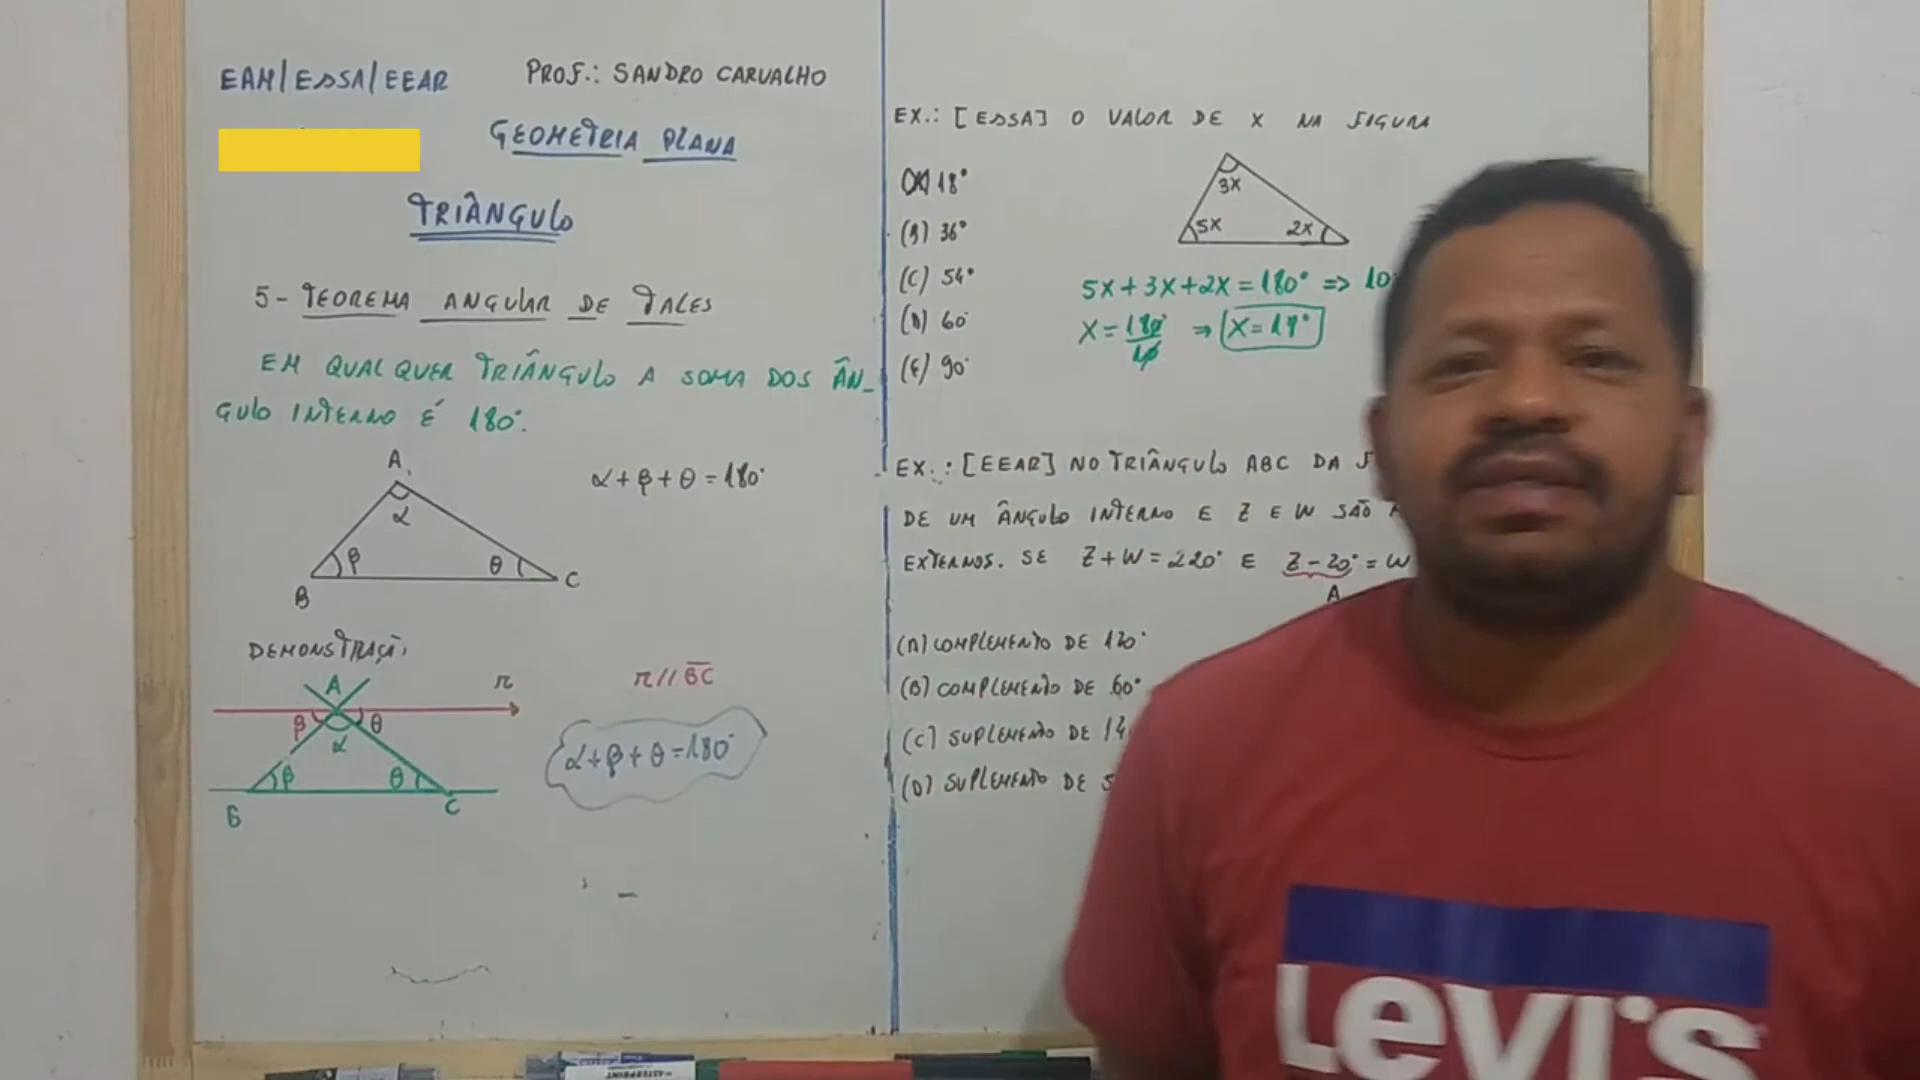 EAM/ESSA/EEAR
PROF.: SANDRO CARVALHO
GEOMETRIA PLANA
TRIÂNGULO
5- TEOREMA ANGULAR DE TALES
EM QUALQUER TRIÂNGULO A SOMA DOS ÂN_
GULO INTERNO É 180°.
A
α+β+θ=180°
α
β
θ
C
B
DEMONSTRAÇÃ
A
r
r//BC
β
θ
α
α+β+θ=180°
β
θ
B
C
EX.: [ESSA] O VALOR DE X NA FIGURA
(A) 18°
3X
(B) 36°
5X
2X
(C) 54°
5X+3X+2X=180° => 10
(D) 60°
X=180°/10 => X=18°
(E) 90°
EX.: [EEAR] NO TRIÂNGULO ABC DA F
DE UM ÂNGULO INTERNO E Z E W SÃO
EXTERNOS. SE Z+W=220° E Z-20°=W
A
(A) COMPLEMENTO DE 120°
(B) COMPLEMENTO DE 60°
(C) SUPLEMENTO DE 14
(D) SUPLEMENTO DE 5
Levi's